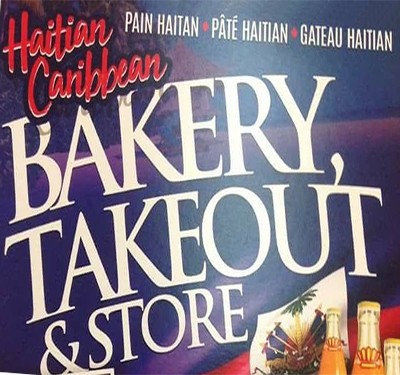 Haitian
Caribbean
PAIN HAITAN • PÂTÉ HAITIAN • GATEAU HAITIAN
BAKERY,
TAKEOUT
& STORE